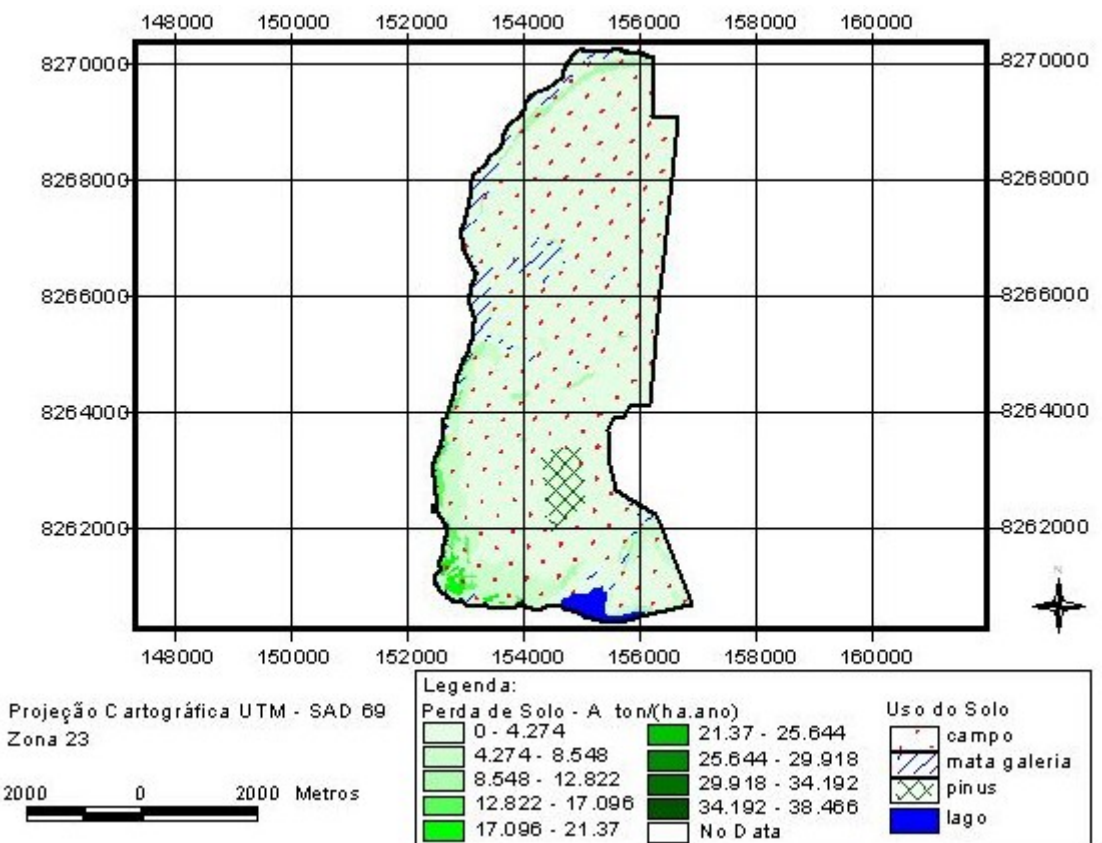 148000 150000 152000 154000 156000 158000 160000
8270000 8270000
8268000 8268000
8266000 8266000
8264000 8264000
8262000 8262000
N
148000 150000 152000 154000 156000 158000 160000
Projeção Cartográfica UTM - SAD 69
Zona 23
2000 0 2000 Metros
Legenda:
Perda de Solo - A ton/(ha.ano)
0 - 4.274
4.274 - 8.548
8.548 - 12.822
12.822 - 17.096
17.096 - 21.37
21.37 - 25.644
25.644 - 29.918
29.918 - 34.192
34.192 - 38.466
No Data
Uso do Solo
campo
mata galeria
pinus
lago